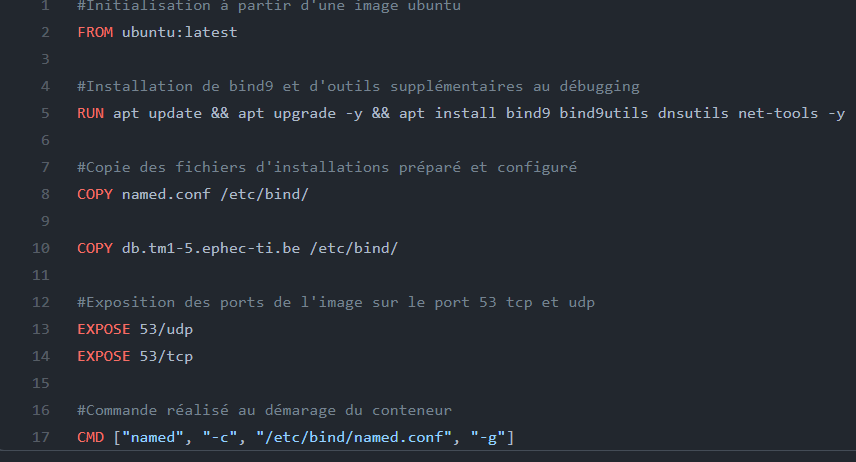 1 #Initialisation à partir d'une image ubuntu
2 FROM ubuntu:latest
3
4 #Installation de bind9 et d'outils supplémentaires au débugging
5 RUN apt update && apt upgrade -y && apt install bind9 bind9utils dnsutils net-tools -y
6
7 #Copie des fichiers d'installations préparé et configuré
8 COPY named.conf /etc/bind/
9
10 COPY db.tm1-5.ephec-ti.be /etc/bind/
11
12 #Exposition des ports de l'image sur le port 53 tcp et udp
13 EXPOSE 53/udp
14 EXPOSE 53/tcp
15
16 #Commande réalisé au démarage du conteneur
17 CMD ["named", "-c", "/etc/bind/named.conf", "-g"]